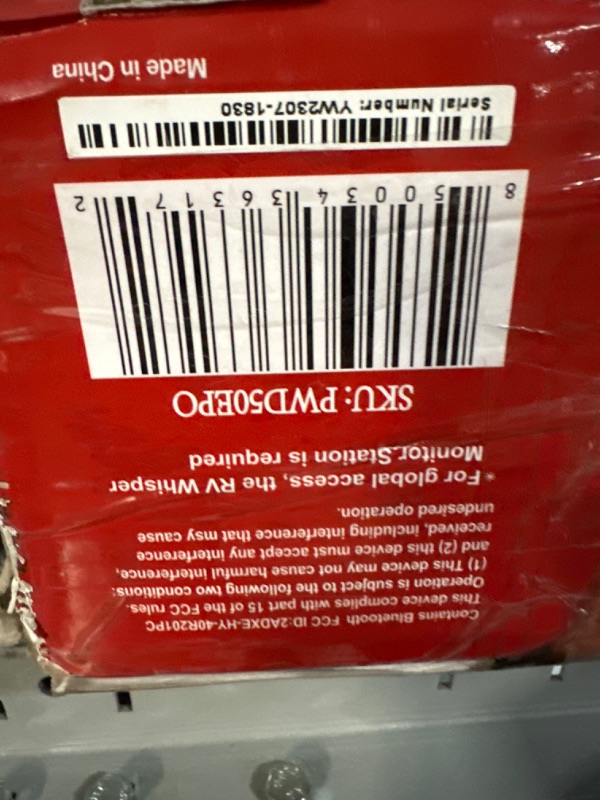 Contains Bluetooth FCC ID:2ADXE-HY-40R201PC
This device complies with part 15 of the FCC rules.
Operation is subject to the following two conditions:
(1) This device may not cause harmful interference,
and (2) this device must accept any interference
received, including interference that msy cause
undesired operation.
* For global access, the RV Whisper
Monitor Station is required
SKU: PWD50EPO
8 50034 36317 2
Serial Number: YW2307-1830
Made in China